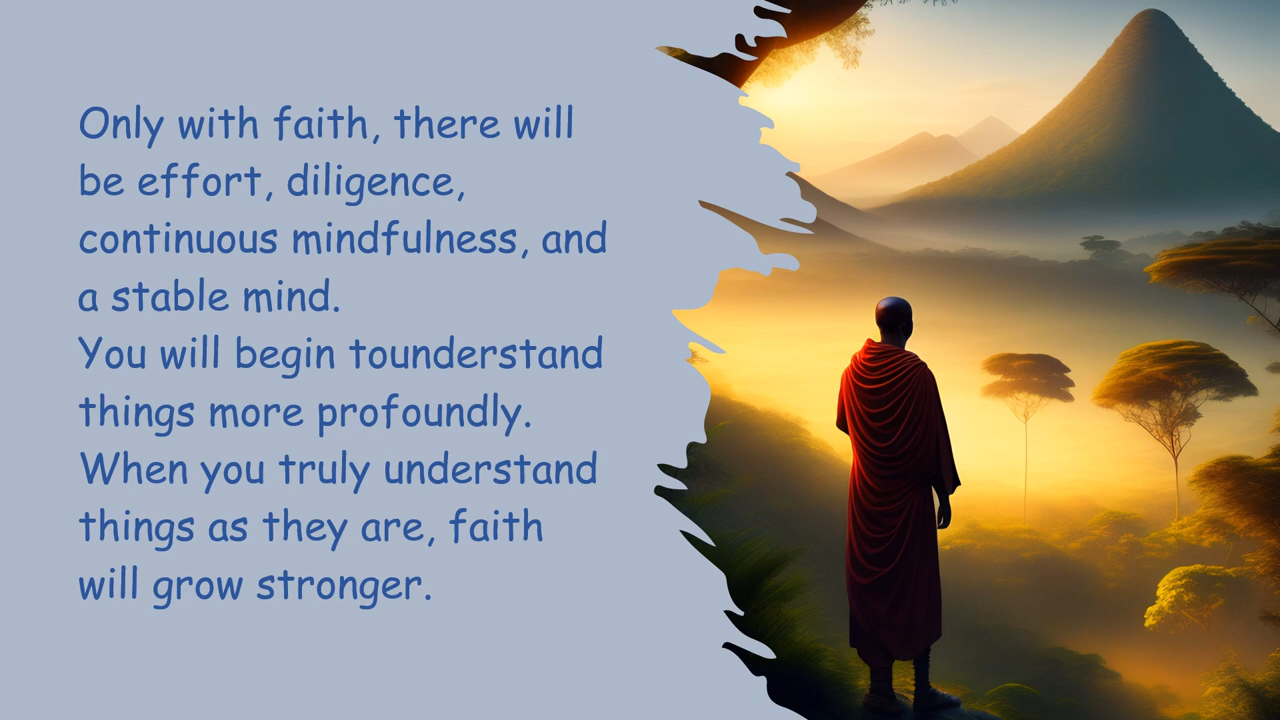 Only with faith, there will
be effort, diligence,
continuous mindfulness, and
a stable mind.
You will begin tounderstand
things more profoundly.
When you truly understand
things as they are, faith
will grow stronger.